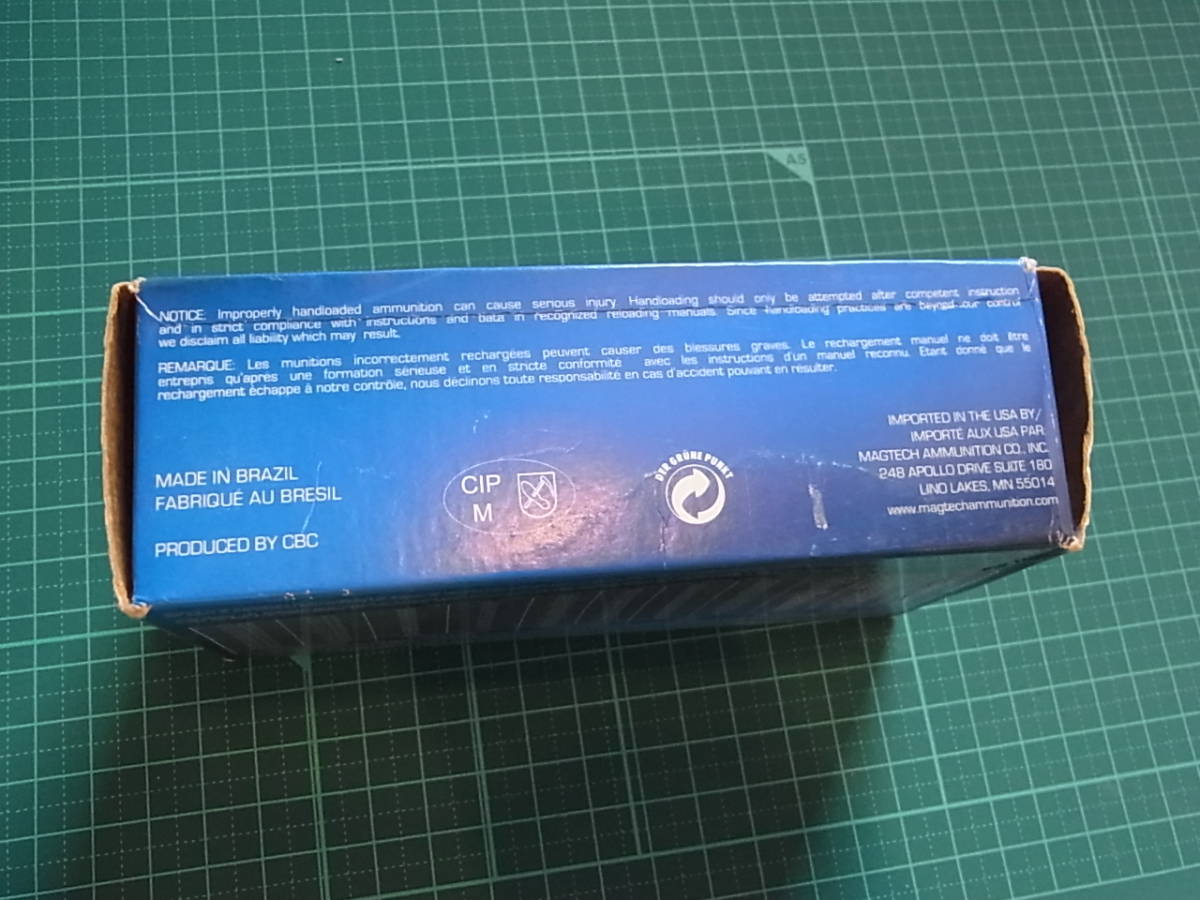 A5
NOTICE: Improperly handloaded ammunition can cause serious injury. Handloading should only be attempted after competent instruction
and in strict compliance with instructions and data in recognized reloading manuals. Since handloading practices are beyond our control
we disclaim all liability which may result.
REMARQUE: Les munitions incorrectement rechargées peuvent causer des blessures graves. Le rechargement manuel ne doit être
entrepris qu'après une formation sérieuse et en stricte conformité avec les instructions d'un manuel reconnu. Etant donné que le
rechargement échappe à notre contrôle, nous déclinons toute responsabilité en cas d'accident pouvant en résulter.
MADE IN BRAZIL
FABRIQUÉ AU BRESIL
PRODUCED BY CBC
CIP
M
DER GRÜNE PUNKT
IMPORTED IN THE USA BY/
IMPORTÉ AUX USA PAR
MAGTECH AMMUNITION CO., INC.
248 APOLLO DRIVE SUITE 180
LINO LAKES, MN 55014
www.magtechammunition.com